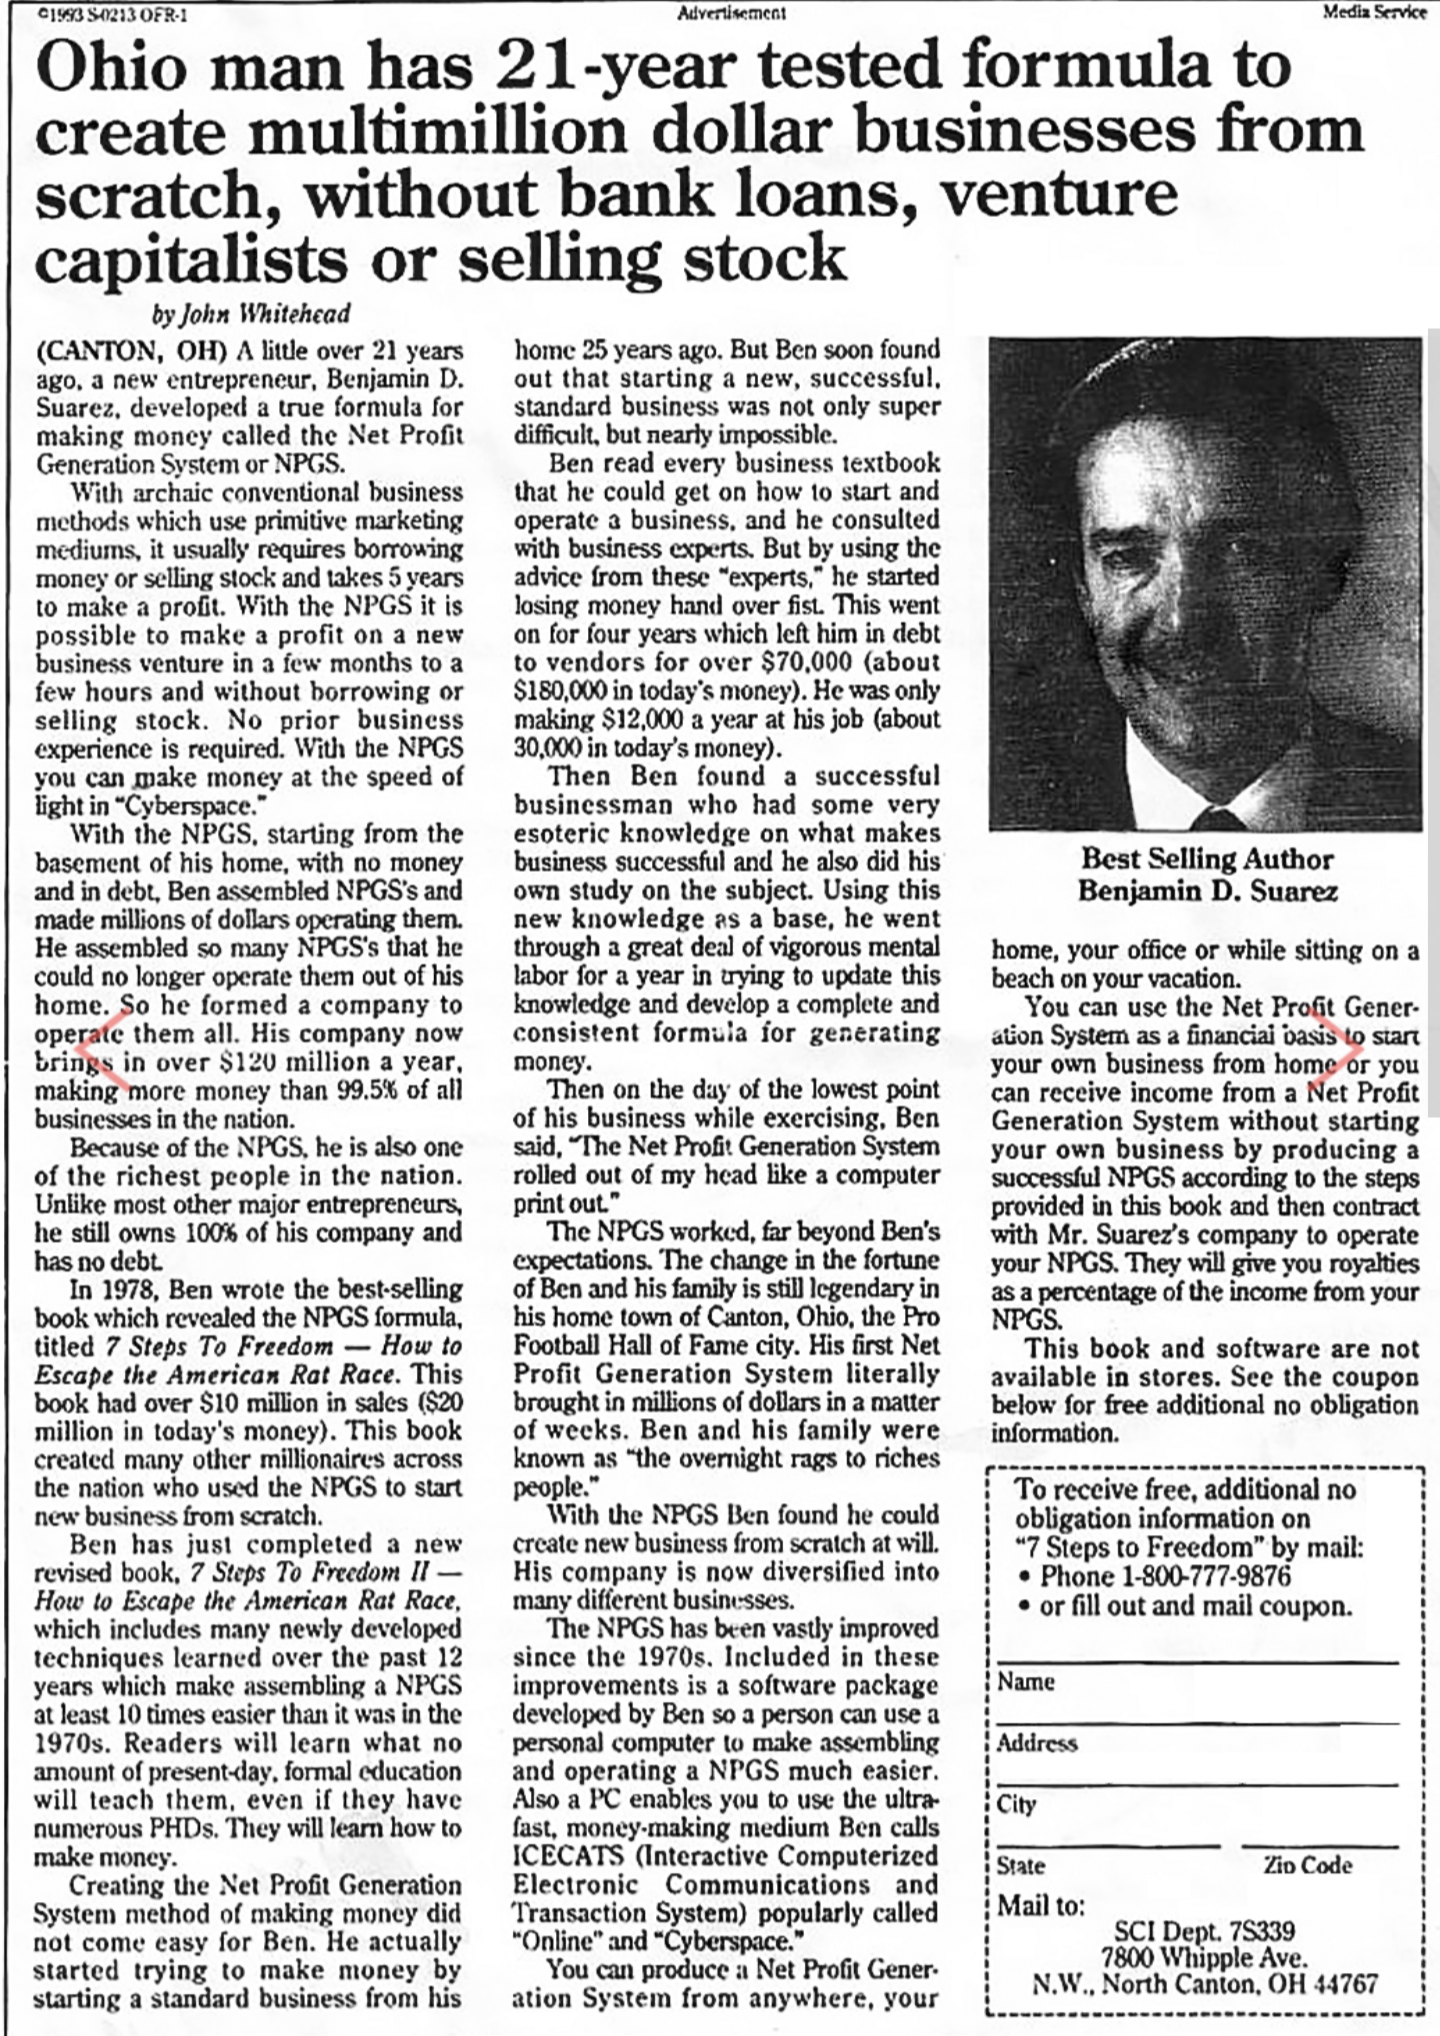 ©1993 S-0213 OFR-1
Advertisement
Media Service
Ohio man has 21-year tested formula to
create multimillion dollar businesses from
scratch, without bank loans, venture
capitalists or selling stock
by John Whitehead
(CANTON, OH) A little over 21 years
ago, a new entrepreneur, Benjamin D.
Suarez, developed a true formula for
making money called the Net Profit
Generation System or NPGS.
With archaic conventional business
methods which use primitive marketing
mediums, it usually requires borrowing
money or selling stock and takes 5 years
to make a profit. With the NPGS it is
possible to make a profit on a new
business venture in a few months to a
few hours and without borrowing or
selling stock. No prior business
experience is required. With the NPGS
you can make money at the speed of
light in "Cyberspace."
With the NPGS, starting from the
basement of his home, with no money
and in debt, Ben assembled NPGS's and
made millions of dollars operating them.
He assembled so many NPGS's that he
could no longer operate them out of his
home. So he formed a company to
operate them all. His company now
brings in over $120 million a year,
making more money than 99.5% of all
businesses in the nation.
Because of the NPGS, he is also one
of the richest people in the nation.
Unlike most other major entrepreneurs,
he still owns 100% of his company and
has no debt.
In 1978, Ben wrote the best-selling
book which revealed the NPGS formula,
titled 7 Steps To Freedom — How to
Escape the American Rat Race. This
book had over $10 million in sales ($20
million in today's money). This book
created many other millionaires across
the nation who used the NPGS to start
new business from scratch.
Ben has just completed a new
revised book, 7 Steps To Freedom II —
How to Escape the American Rat Race,
which includes many newly developed
techniques learned over the past 12
years which make assembling a NPGS
at least 10 times easier than it was in the
1970s. Readers will learn what no
amount of present-day, formal education
will teach them, even if they have
numerous PHDs. They will learn how to
make money.
Creating the Net Profit Generation
System method of making money did
not come easy for Ben. He actually
started trying to make money by
starting a standard business from his
home 25 years ago. But Ben soon found
out that starting a new, successful,
standard business was not only super
difficult, but nearly impossible.
Ben read every business textbook
that he could get on how to start and
operate a business, and he consulted
with business experts. But by using the
advice from these "experts," he started
losing money hand over fist. This went
on for four years which left him in debt
to vendors for over $70,000 (about
$180,000 in today's money). He was only
making $12,000 a year at his job (about
30,000 in today's money).
Then Ben found a successful
businessman who had some very
esoteric knowledge on what makes
business successful and he also did his
own study on the subject. Using this
new knowledge as a base, he went
through a great deal of vigorous mental
labor for a year in trying to update this
knowledge and develop a complete and
consistent formula for generating
money.
Then on the day of the lowest point
of his business while exercising, Ben
said, "The Net Profit Generation System
rolled out of my head like a computer
print out."
The NPGS worked, far beyond Ben's
expectations. The change in the fortune
of Ben and his family is still legendary in
his home town of Canton, Ohio, the Pro
Football Hall of Fame city. His first Net
Profit Generation System literally
brought in millions of dollars in a matter
of weeks. Ben and his family were
known as "the overnight rags to riches
people."
With the NPGS Ben found he could
create new business from scratch at will.
His company is now diversified into
many different businesses.
The NPGS has been vastly improved
since the 1970s. Included in these
improvements is a software package
developed by Ben so a person can use a
personal computer to make assembling
and operating a NPGS much easier.
Also a PC enables you to use the ultra-
fast, money-making medium Ben calls
ICECATS (Interactive Computerized
Electronic Communications and
Transaction System) popularly called
"Online" and "Cyberspace."
You can produce a Net Profit Gener-
ation System from anywhere, your
Best Selling Author
Benjamin D. Suarez
home, your office or while sitting on a
beach on your vacation.
You can use the Net Profit Gener-
ation System as a financial basis to start
your own business from home or you
can receive income from a Net Profit
Generation System without starting
your own business by producing a
successful NPGS according to the steps
provided in this book and then contract
with Mr. Suarez's company to operate
your NPGS. They will give you royalties
as a percentage of the income from your
NPGS.
This book and software are not
available in stores. See the coupon
below for free additional no obligation
information.
To receive free, additional no
obligation information on
"7 Steps to Freedom" by mail:
• Phone 1-800-777-9876
• or fill out and mail coupon.
Name
Address
City
State Zip Code
Mail to:
SCI Dept. 7S339
7800 Whipple Ave.
N.W., North Canton, OH 44767